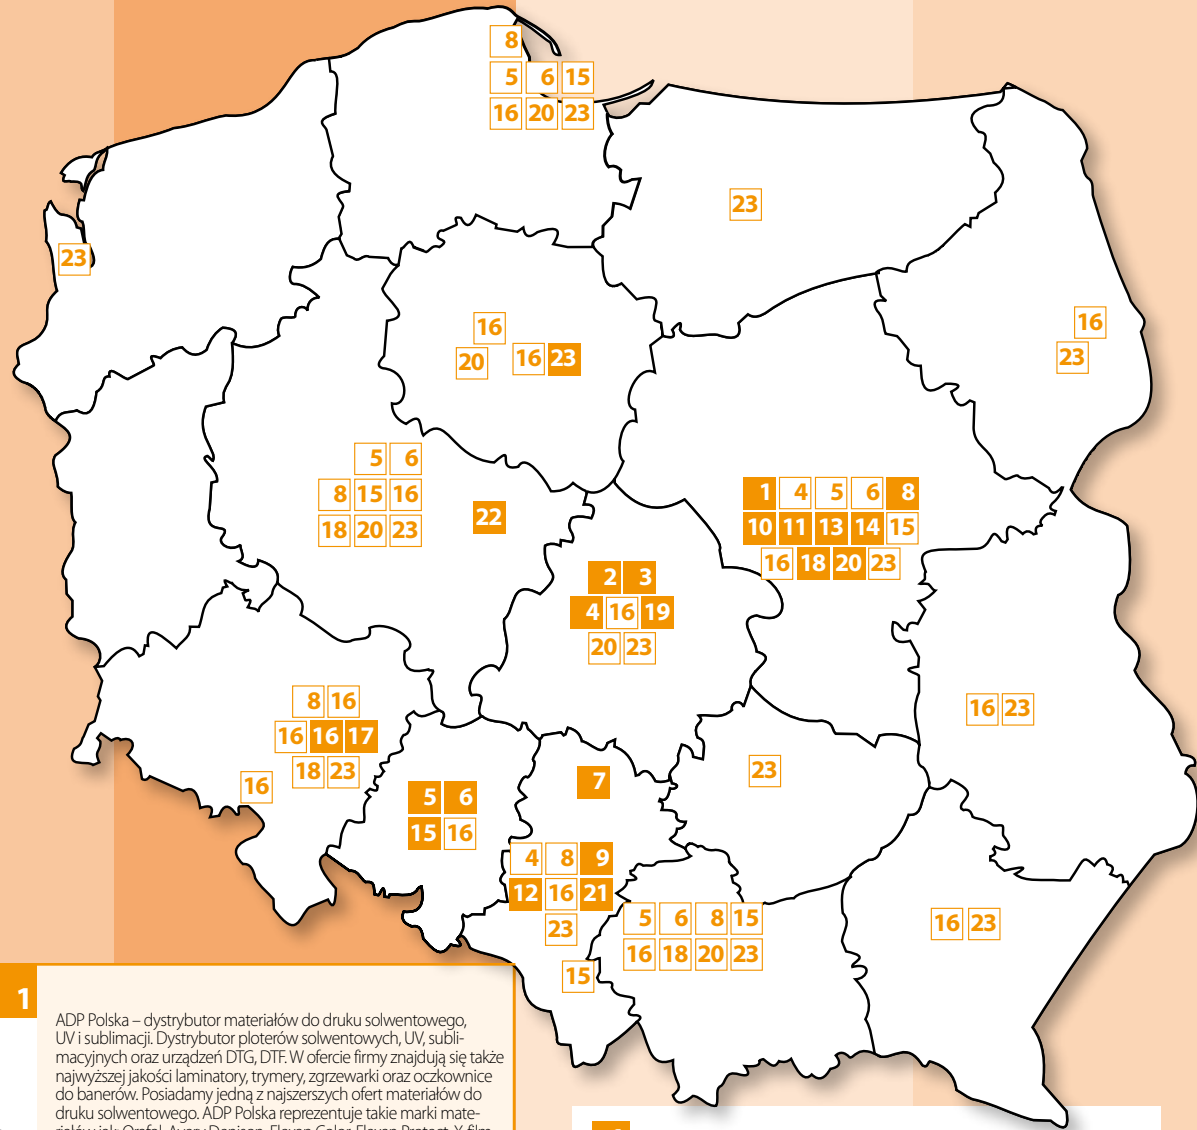 8
5 6 15
16 20 23
23
23
16
23
16
20 16 23
5 6
8 15 16
18 20 23
22
1 4 5 6 8
10 11 13 14 15
16 18 20 23
2 3
4 16 19
20 23
8 16
16 16 17
18 23
16
16 23
23
7
5 6
15 16
4 8 9
12 16 21
23
15
5 6 8 15
16 18 20 23
16 23
1
ADP Polska – dystrybutor materiałów do druku solwentowego,
UV i sublimacji. Dystrybutor ploterów solwentowych, UV, subli-
macyjnych oraz urządzeń DTG, DTF. W ofercie firmy znajdują się także
najwyższej jakości laminatory, trymery, zgrzewarki oraz oczkownice
do banerów. Posiadamy jedną z najszerszych ofert materiałów do
druku solwentowego. ADP Polska reprezentuje takie marki mate-